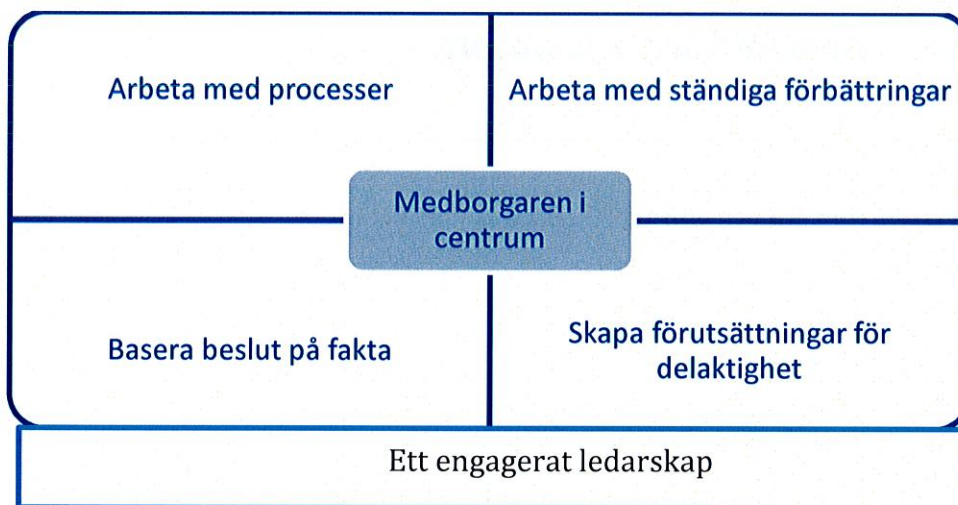 Arbeta med processer
Arbeta med ständiga förbättringar
Medborgaren i
centrum
Basera beslut på fakta
Skapa förutsättningar för
delaktighet
Ett engagerat ledarskap